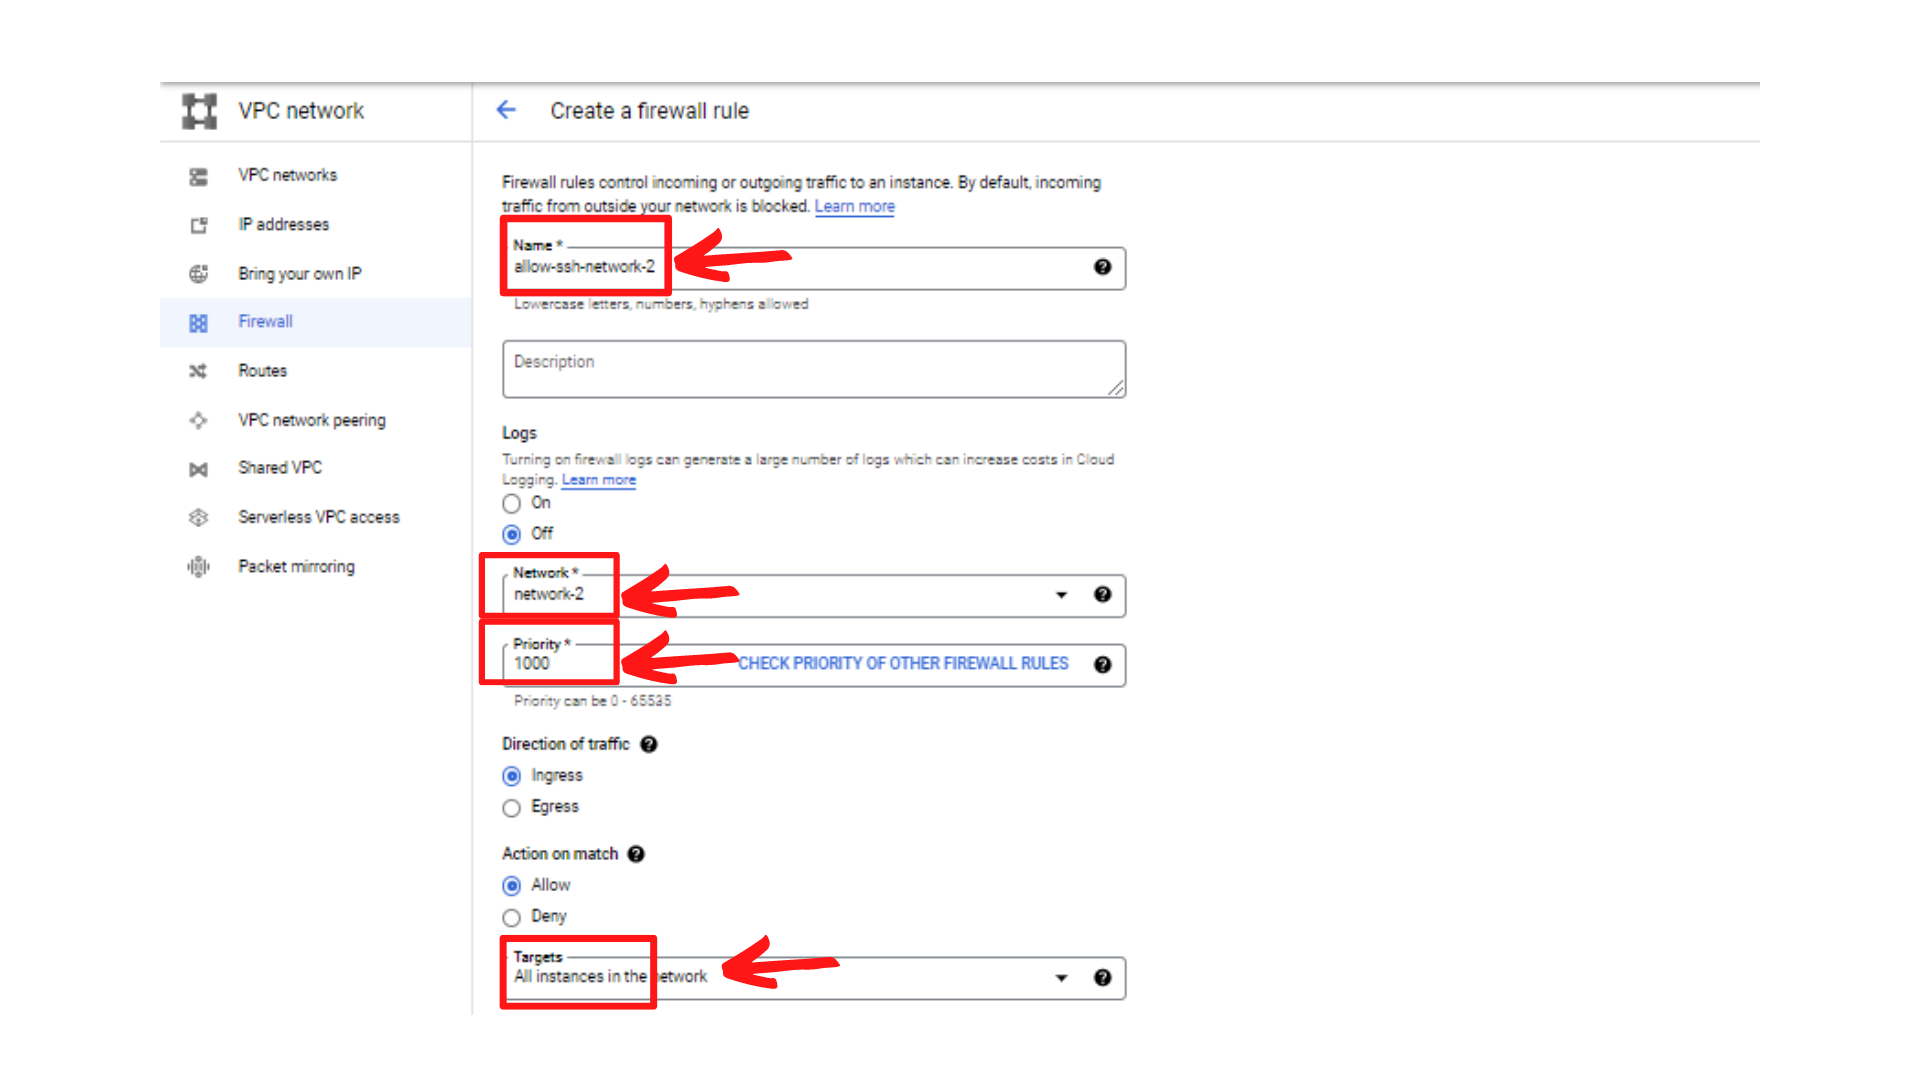 VPC network
Create a firewall rule
VPC networks
IP addresses
Bring your own IP
Firewall
Routes
VPC network peering
Shared VPC
Serverless VPC access
Packet mirroring
Firewall rules control incoming or outgoing traffic to an instance. By default, incoming
traffic from outside your network is blocked. Learn more
Name *
allow-ssh-network-2
Lowercase letters, numbers, hyphens allowed
Description
Logs
Turning on firewall logs can generate a large number of logs which can increase costs in Cloud
Logging. Learn more
On
Off
Network *
network-2
Priority *
1000 CHECK PRIORITY OF OTHER FIREWALL RULES
Priority can be 0 - 65535
Direction of traffic
Ingress
Egress
Action on match
Allow
Deny
Targets
All instances in the network